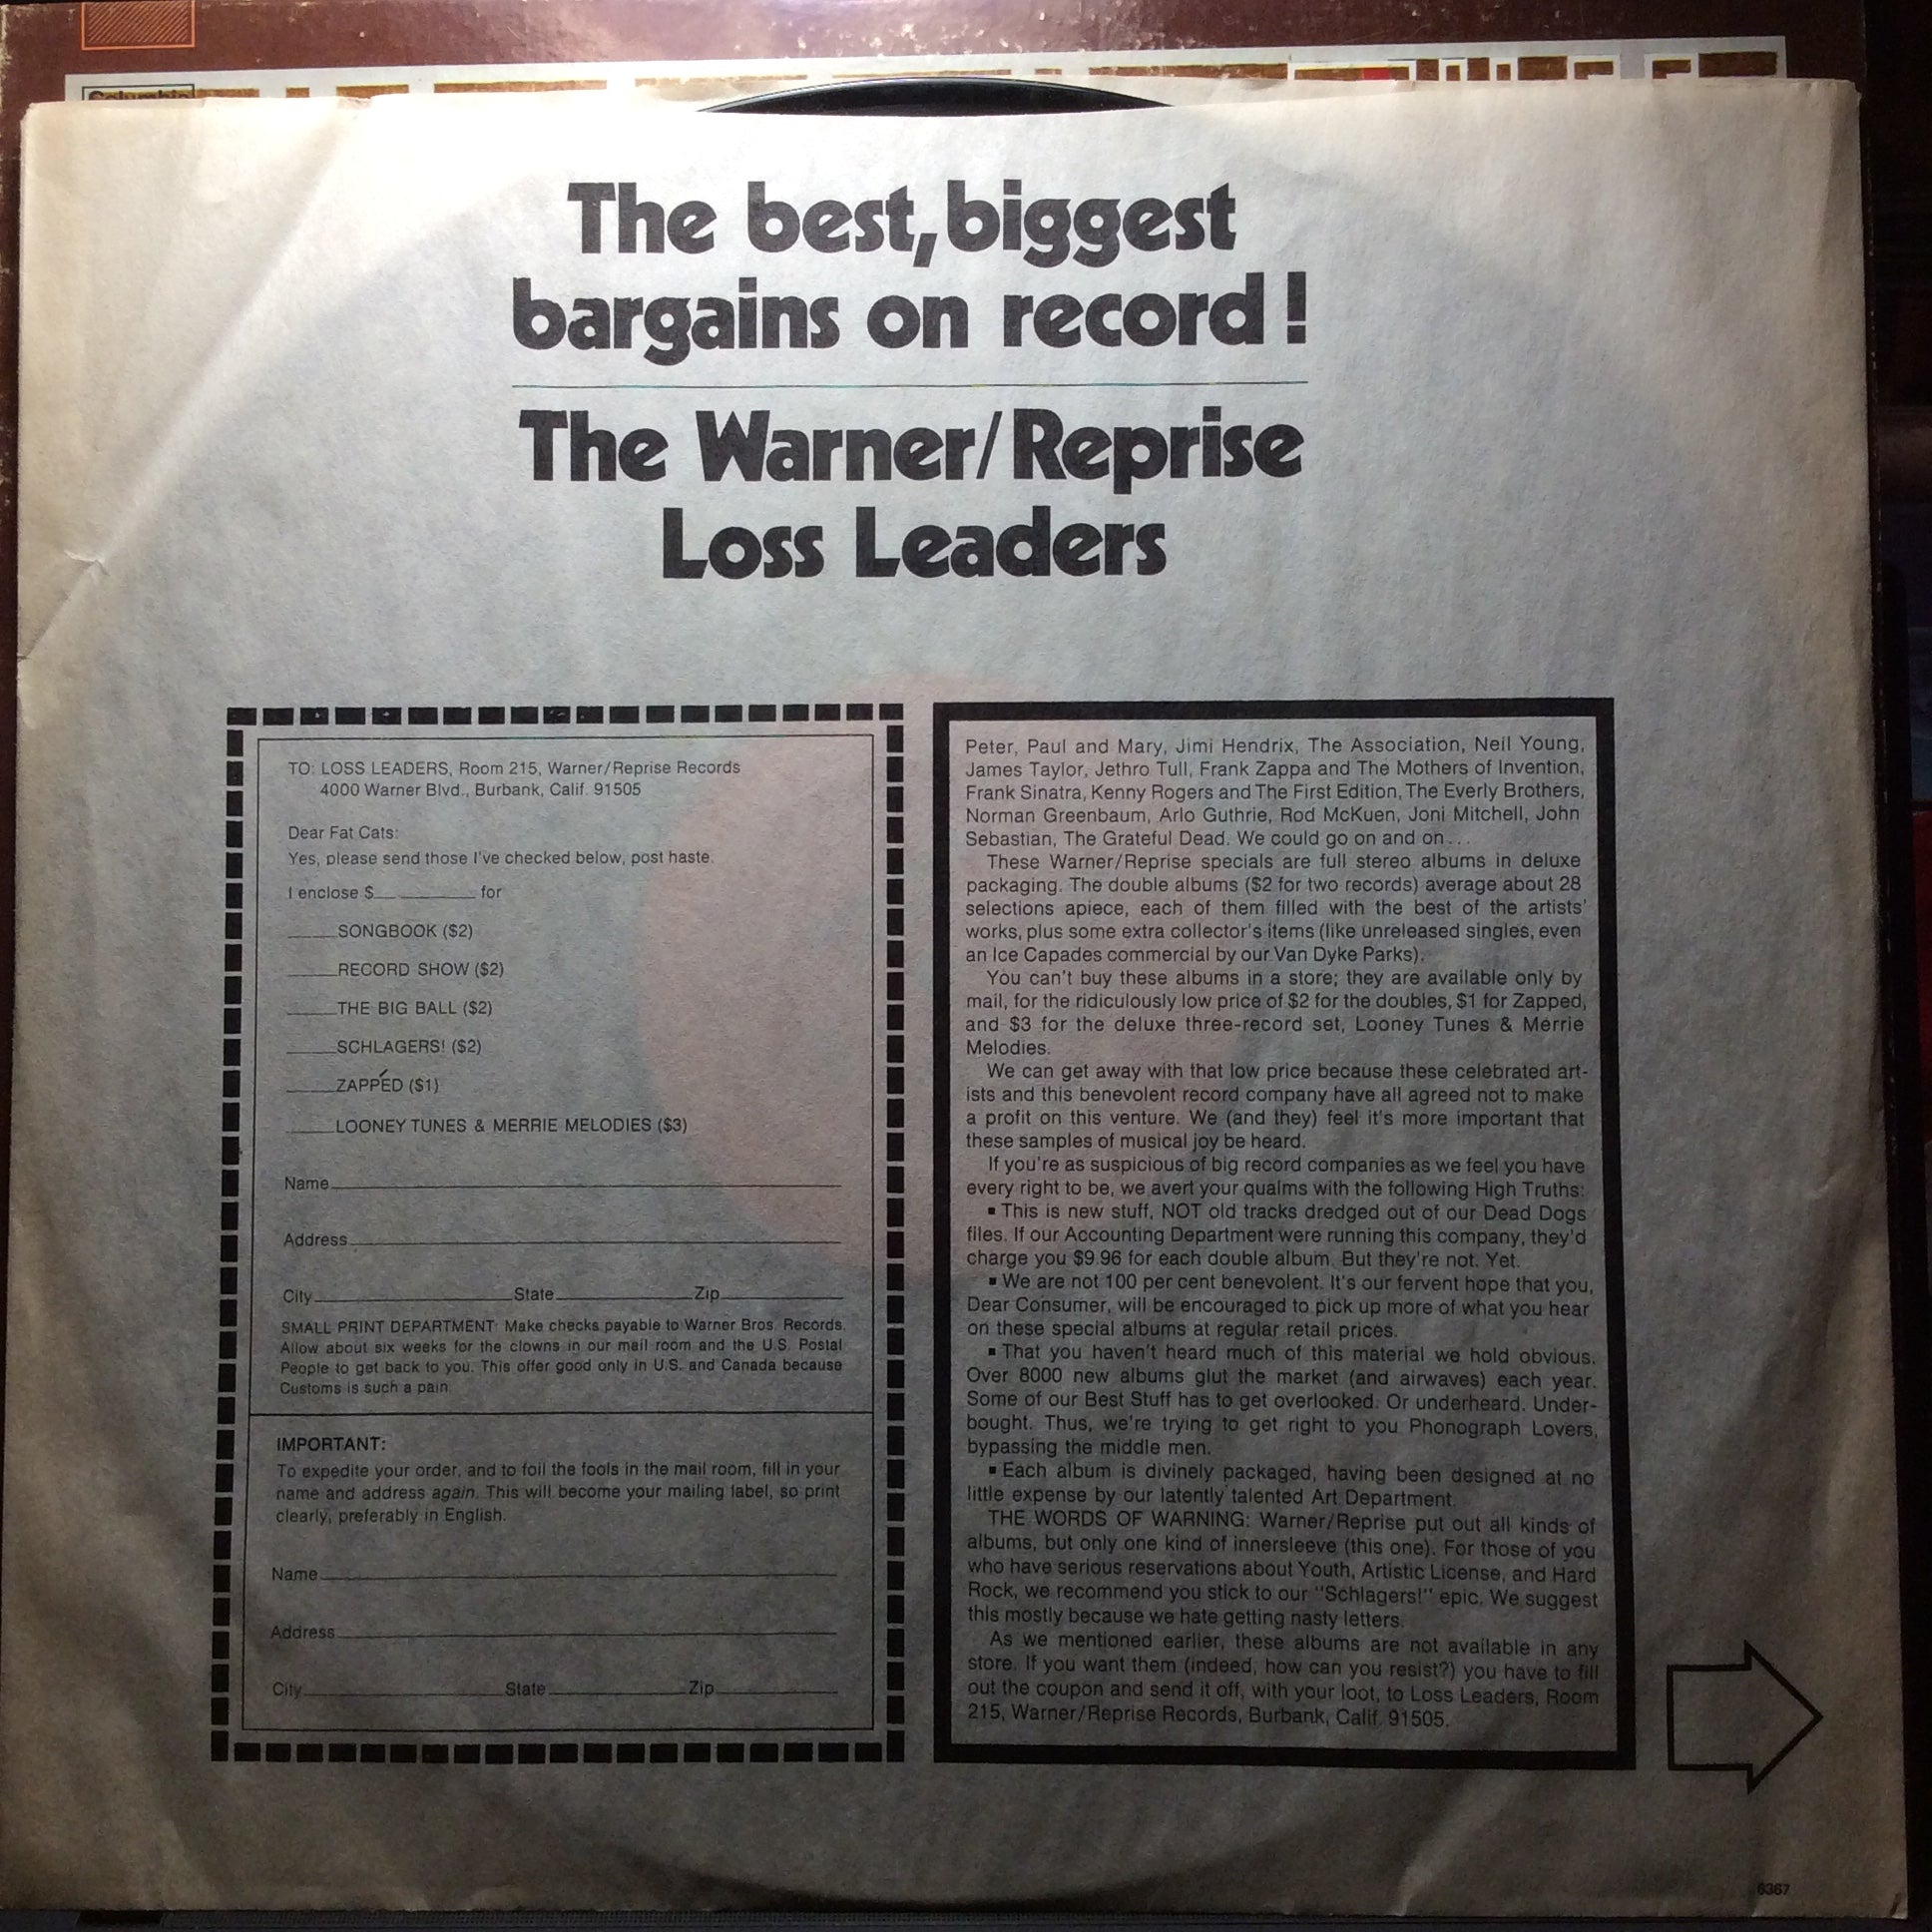 Columbia
The best, biggest
bargains on record!
The Warner/Reprise
Loss Leaders
TO: LOSS LEADERS, Room 215, Warner/Reprise Records
4000 Warner Blvd., Burbank, Calif. 91505
Dear Fat Cats:
Yes, please send those I've checked below, post haste.
I enclose $__________ for
_____SONGBOOK ($2)
_____RECORD SHOW ($2)
_____THE BIG BALL ($2)
_____SCHLAGERS! ($2)
_____ZAPPÉD ($1)
_____LOONEY TUNES & MERRIE MELODIES ($3)
Name
Address
City State Zip
SMALL PRINT DEPARTMENT: Make checks payable to Warner Bros. Records.
Allow about six weeks for the clowns in our mail room and the U.S. Postal
People to get back to you. This offer good only in U.S. and Canada because
Customs is such a pain.
IMPORTANT:
To expedite your order, and to foil the fools in the mail room, fill in your
name and address again. This will become your mailing label, so print
clearly, preferably in English.
Name
Address
City State Zip
Peter, Paul and Mary, Jimi Hendrix, The Association, Neil Young,
James Taylor, Jethro Tull, Frank Zappa and The Mothers of Invention,
Frank Sinatra, Kenny Rogers and The First Edition, The Everly Brothers,
Norman Greenbaum, Arlo Guthrie, Rod McKuen, Joni Mitchell, John
Sebastian, The Grateful Dead. We could go on and on...
These Warner/Reprise specials are full stereo albums in deluxe
packaging. The double albums ($2 for two records) average about 28
selections apiece, each of them filled with the best of the artists'
works, plus some extra collector's items (like unreleased singles, even
an Ice Capades commercial by our Van Dyke Parks).
You can't buy these albums in a store; they are available only by
mail, for the ridiculously low price of $2 for the doubles, $1 for Zapped,
and $3 for the deluxe three-record set, Looney Tunes & Merrie
Melodies.
We can get away with that low price because these celebrated art-
ists and this benevolent record company have all agreed not to make
a profit on this venture. We (and they) feel it's more important that
these samples of musical joy be heard.
If you're as suspicious of big record companies as we feel you have
every right to be, we avert your qualms with the following High Truths:
▪ This is new stuff, NOT old tracks dredged out of our Dead Dogs
files. If our Accounting Department were running this company, they'd
charge you $9.96 for each double album. But they're not. Yet.
▪ We are not 100 per cent benevolent. It's our fervent hope that you,
Dear Consumer, will be encouraged to pick up more of what you hear
on these special albums at regular retail prices.
▪ That you haven't heard much of this material we hold obvious.
Over 8000 new albums glut the market (and airwaves) each year.
Some of our Best Stuff has to get overlooked. Or underheard. Under-
bought. Thus, we're trying to get right to you Phonograph Lovers,
bypassing the middle men.
▪ Each album is divinely packaged, having been designed at no
little expense by our latently talented Art Department.
THE WORDS OF WARNING: Warner/Reprise put out all kinds of
albums, but only one kind of innersleeve (this one). For those of you
who have serious reservations about Youth, Artistic License, and Hard
Rock, we recommend you stick to our "Schlagers!" epic. We suggest
this mostly because we hate getting nasty letters.
As we mentioned earlier, these albums are not available in any
store. If you want them (indeed, how can you resist?) you have to fill
out the coupon and send it off, with your loot, to Loss Leaders, Room
215, Warner/Reprise Records, Burbank, Calif. 91505.
6367